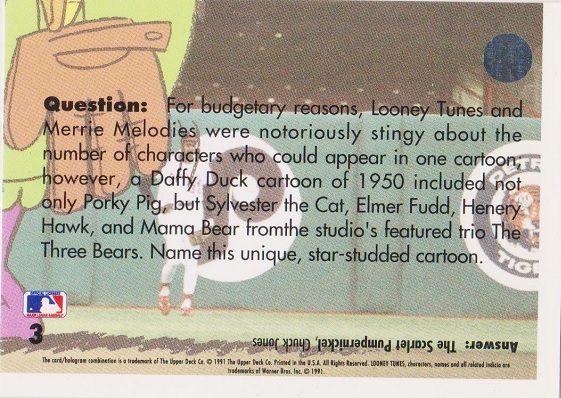 Question: For budgetary reasons, Looney Tunes and
Merrie Melodies were notoriously stingy about the
number of characters who could appear in one cartoon;
however, a Daffy Duck cartoon of 1950 included not
only Porky Pig, but Sylvester the Cat, Elmer Fudd, Henery
Hawk, and Mama Bear fromthe studio's featured trio The
Three Bears. Name this unique, star-studded cartoon.
Answer: The Scarlet Pumpernickel, Chuck Jones
3
The card/hologram combination is a trademark of The Upper Deck Co. © 1991 The Upper Deck Co. Printed in the U.S.A. All Rights Reserved. LOONEY TUNES, characters, names and all related indicia are
trademarks of Warner Bros. Inc. © 1991.